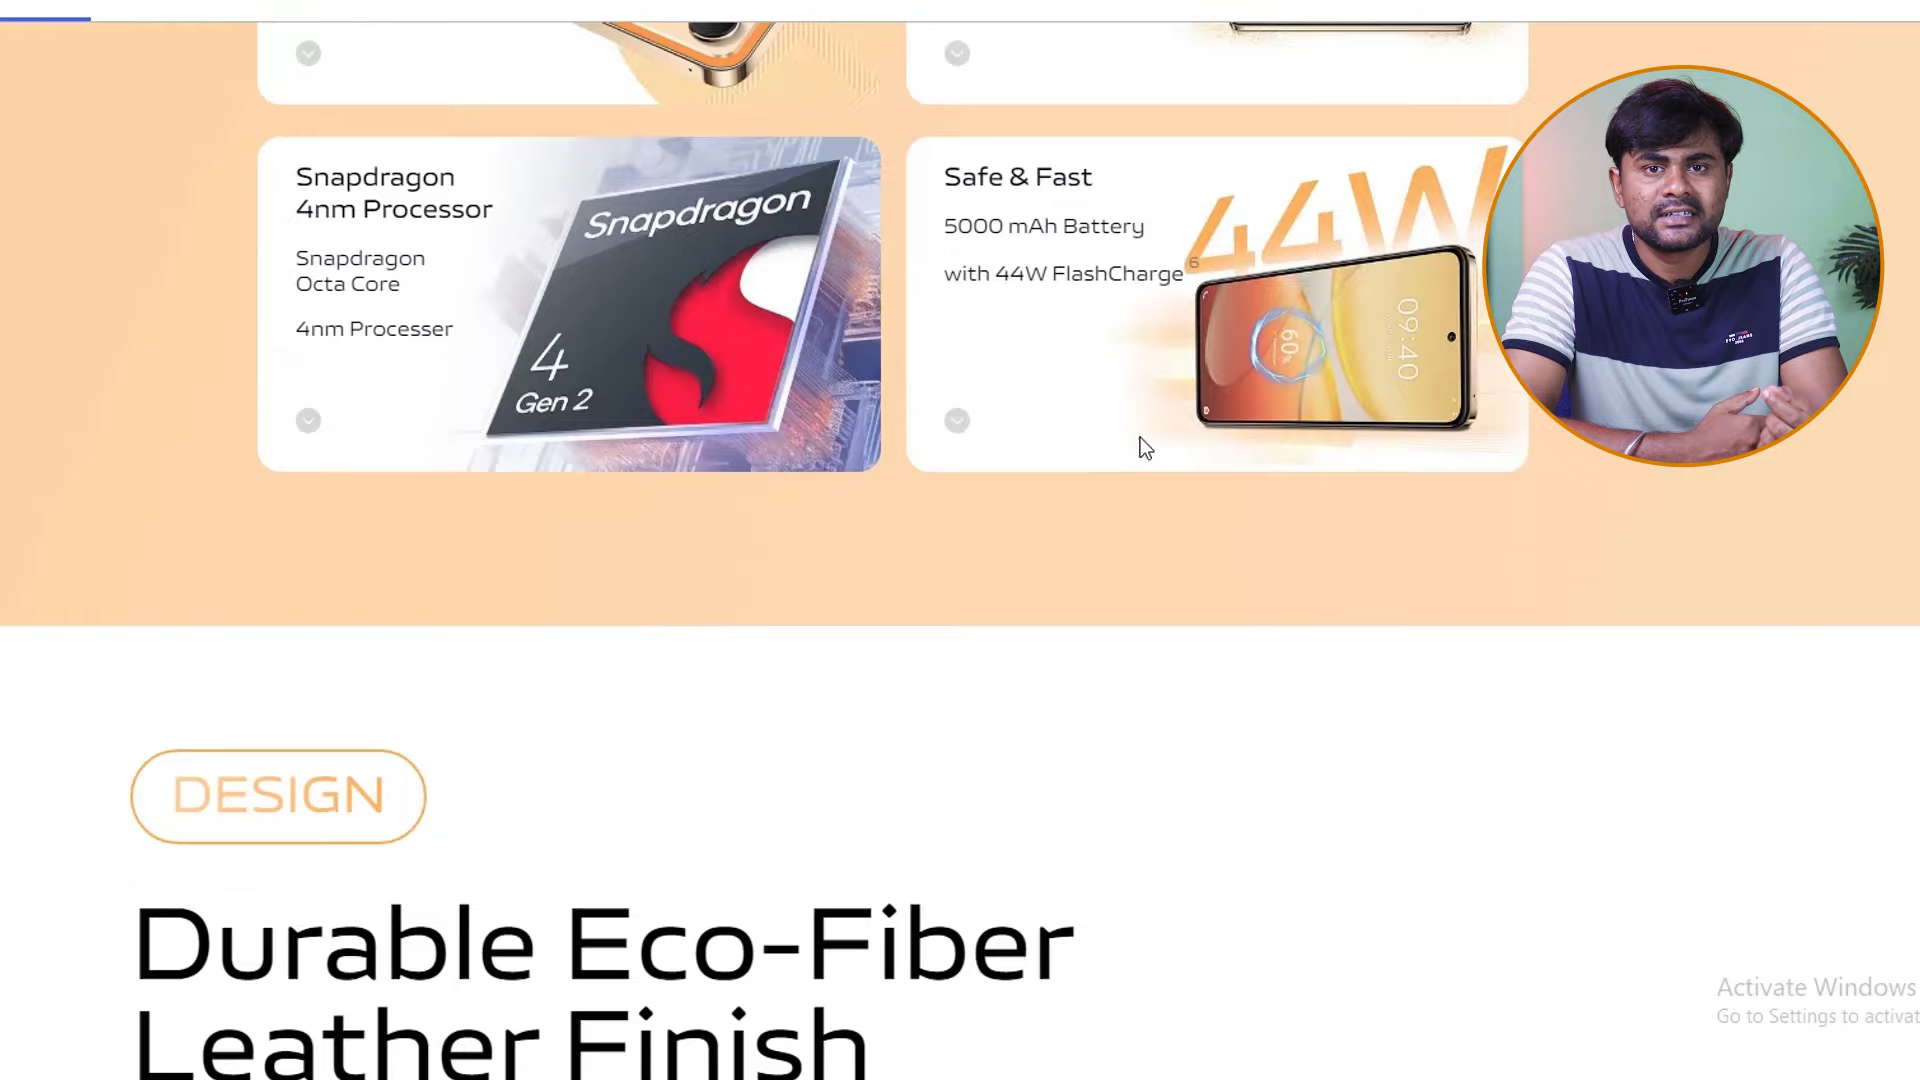 Snapdragon
4nm Processor
Snapdragon
Octa Core
4nm Processer
Snapdragon
4
Gen 2
Safe & Fast
5000 mAh Battery
with 44W FlashCharge 6
44W
60%
09:40
DESIGN
Durable Eco-Fiber
Leather Finish
Activate Windows
Go to Settings to activat